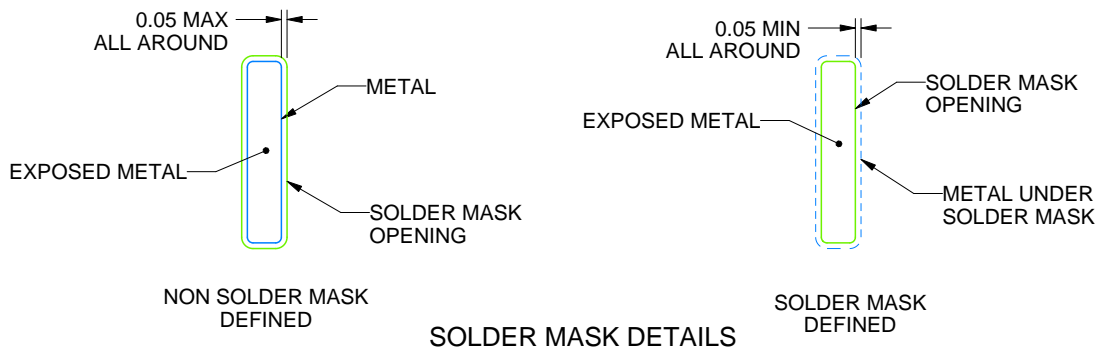 0.05 MAX
ALL AROUND
METAL
EXPOSED METAL
SOLDER MASK
OPENING
NON SOLDER MASK
DEFINED
0.05 MIN
ALL AROUND
SOLDER MASK
OPENING
EXPOSED METAL
METAL UNDER
SOLDER MASK
SOLDER MASK
DEFINED
SOLDER MASK DETAILS